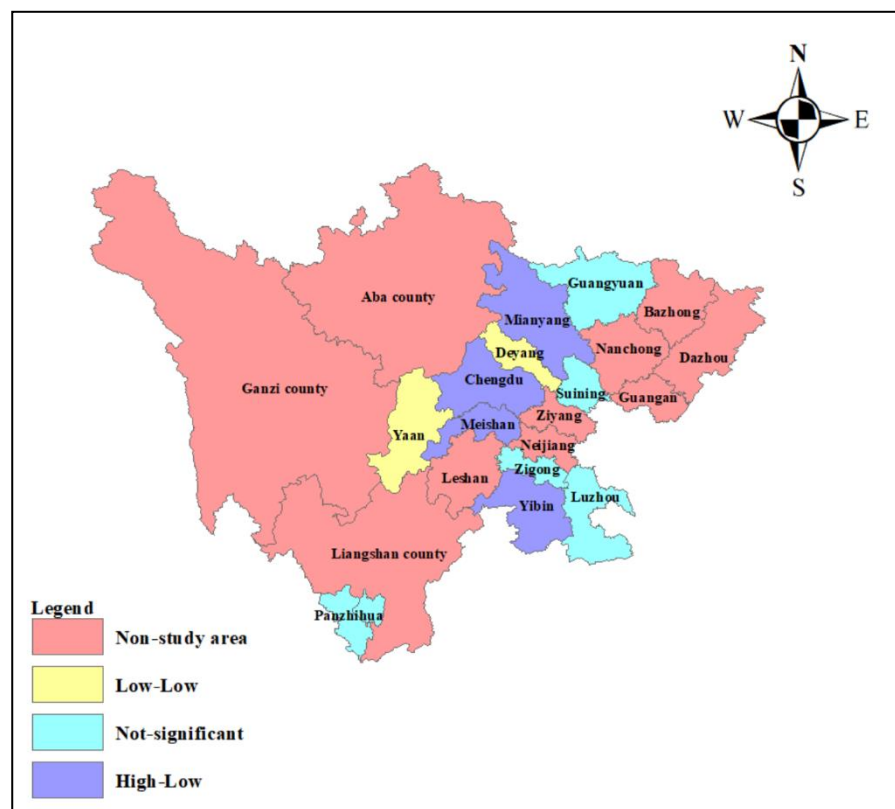 N
W E
S
Guangyuan
Bazhong
Aba county
Mianyang
Nanchong
Dazhou
Deyang
Chengdu
Ganzi county
Suining
Guangan
Ziyang
Meishan
Yaan
Neijiang
Zigong
Leshan
Luzhou
Yibin
Liangshan county
Panzhihua
Legend
Non-study area
Low-Low
Not-significant
High-Low